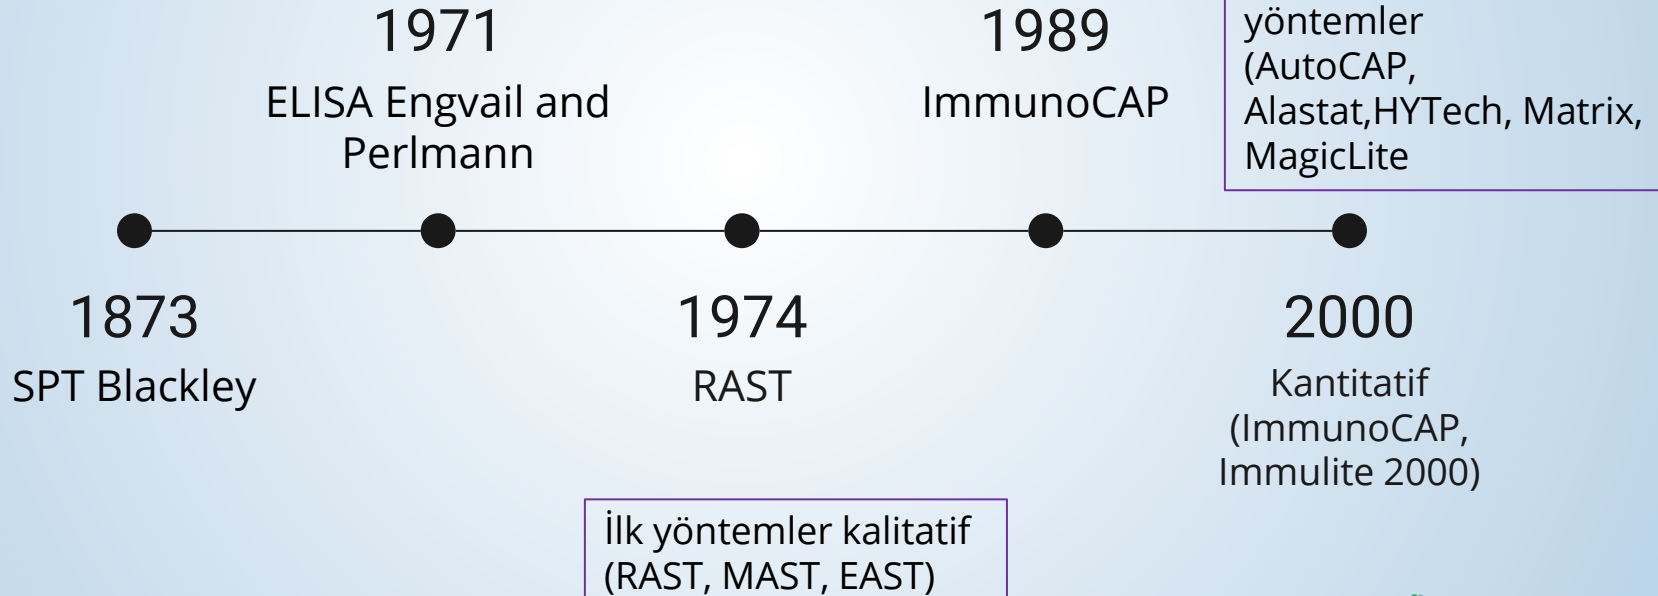 1971
ELISA Engvail and
Perlmann
1989
ImmunoCAP
yöntemler
(AutoCAP,
Alastat,HYTech, Matrix,
MagicLite
1873
SPT Blackley
1974
RAST
2000
Kantitatif
(ImmunoCAP,
Immulite 2000)
İlk yöntemler kalitatif
(RAST, MAST, EAST)